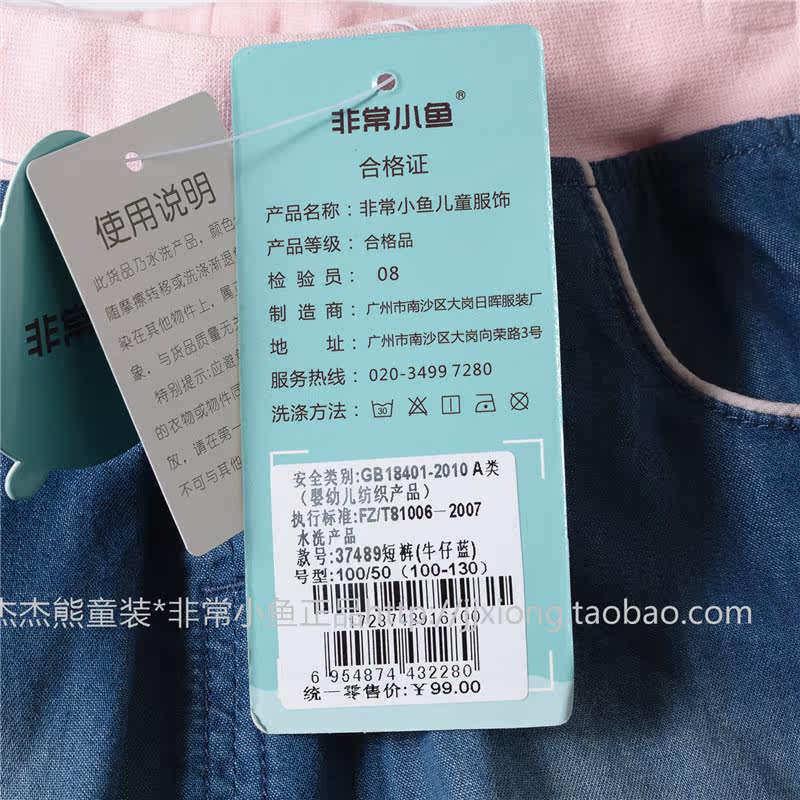 非常小鱼®
合格证
产品名称：非常小鱼儿童服饰
产品等级：合格品
检验员：08
制造商：广州市南沙区大岗日晖服装厂
地址：广州市南沙区大岗向荣路3号
服务热线：020-3499 7280
洗涤方法：
30
安全类别:GB18401-2010 A类
（婴幼儿纺织产品）
执行标准:FZ/T81006-2007
水洗产品
款号:37489短裤(牛仔蓝)
号型:100/50（100-130）
6 954874 432280
统一零售价:￥99.00
使用说明
此货品乃水洗产品，颜色
随摩擦转移或洗涤渐退
染在其他物件上，属
象，与货品质量无
特别提示:应避
的衣物或物件
放，请在第一
不可与其他
非常
杰杰熊童装*非常小鱼正品http://jjxiong.taobao.com